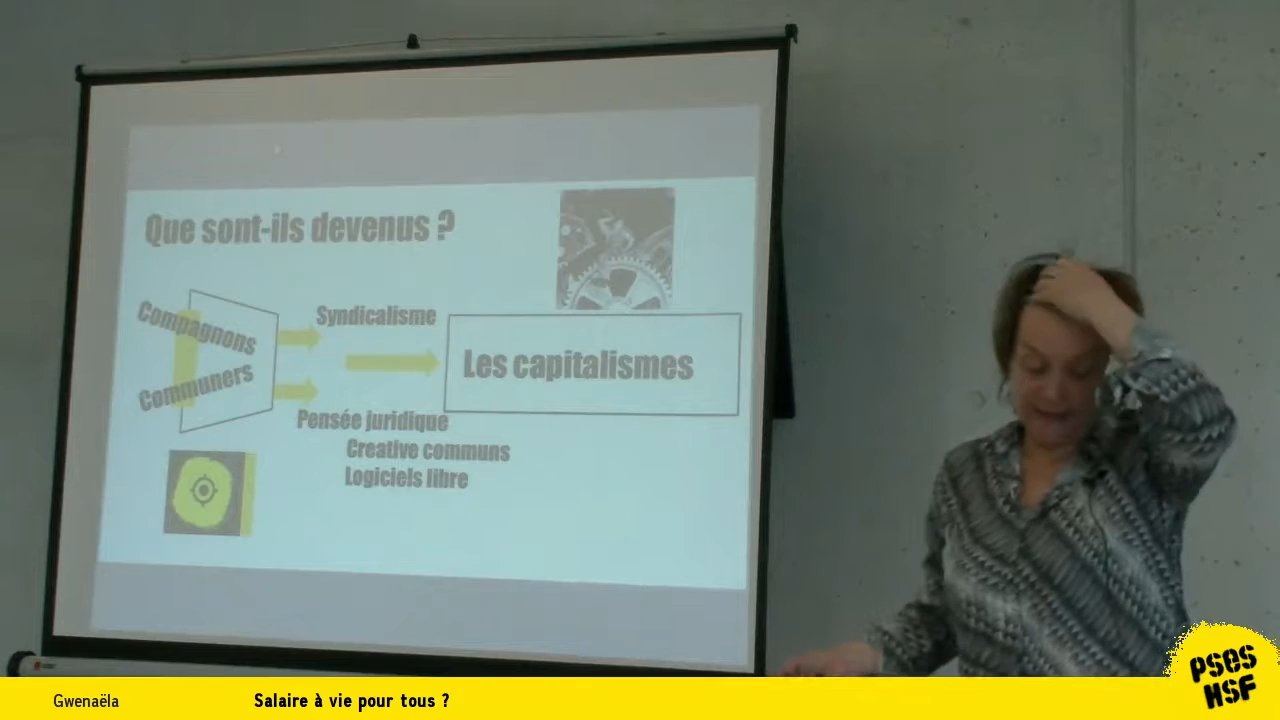 Que sont-ils devenus ?
Compagnons
Communers
Syndicalisme
Les capitalismes
Pensée juridique
Creative communs
Logiciels libre
Gwenaëla
Salaire à vie pour tous ?
PSES
HSF